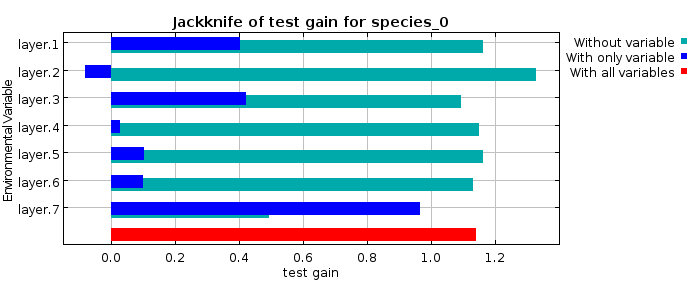 Jackknife of test gain for species_0
Environmental Variable
layer.1
layer.2
layer.3
layer.4
layer.5
layer.6
layer.7
0.0 0.2 0.4 0.6 0.8 1.0 1.2
test gain
Without variable
With only variable
With all variables